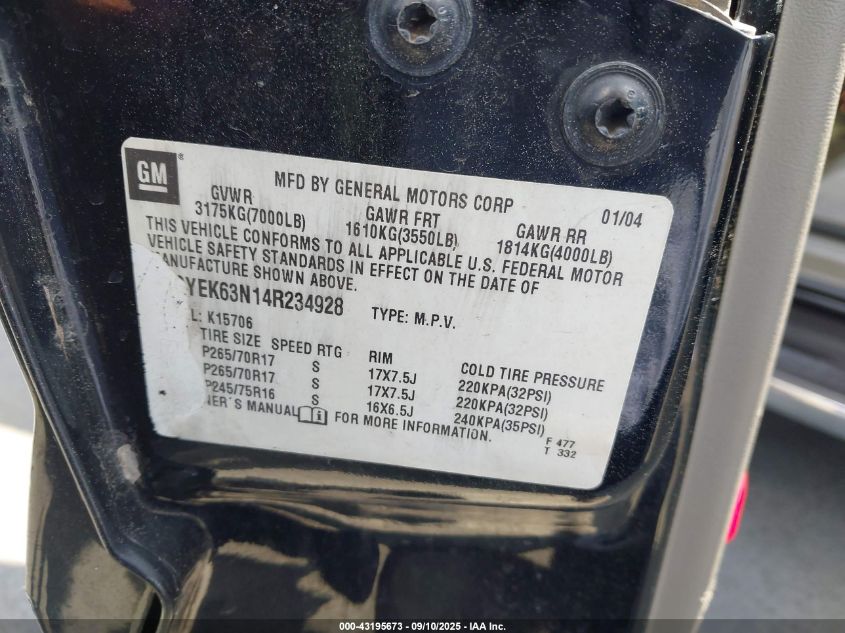 GM
MFD BY GENERAL MOTORS CORP 01/04
GVWR GAWR FRT GAWR RR
3175KG(7000LB) 1610KG(3550LB) 1814KG(4000LB)
THIS VEHICLE CONFORMS TO ALL APPLICABLE U.S. FEDERAL MOTOR
VEHICLE SAFETY STANDARDS IN EFFECT ON THE DATE OF
MANUFACTURE SHOWN ABOVE.
YEK63N14R234928 TYPE: M.P.V.
L: K15706
TIRE SIZE SPEED RTG RIM COLD TIRE PRESSURE
P265/70R17 S 17X7.5J 220KPA(32PSI)
P265/70R17 S 17X7.5J 220KPA(32PSI)
P245/75R16 S 16X6.5J 240KPA(35PSI)
NER'S MANUAL FOR MORE INFORMATION.
F 477
T 332
000-43195673 - 09/10/2025 - IAA Inc.